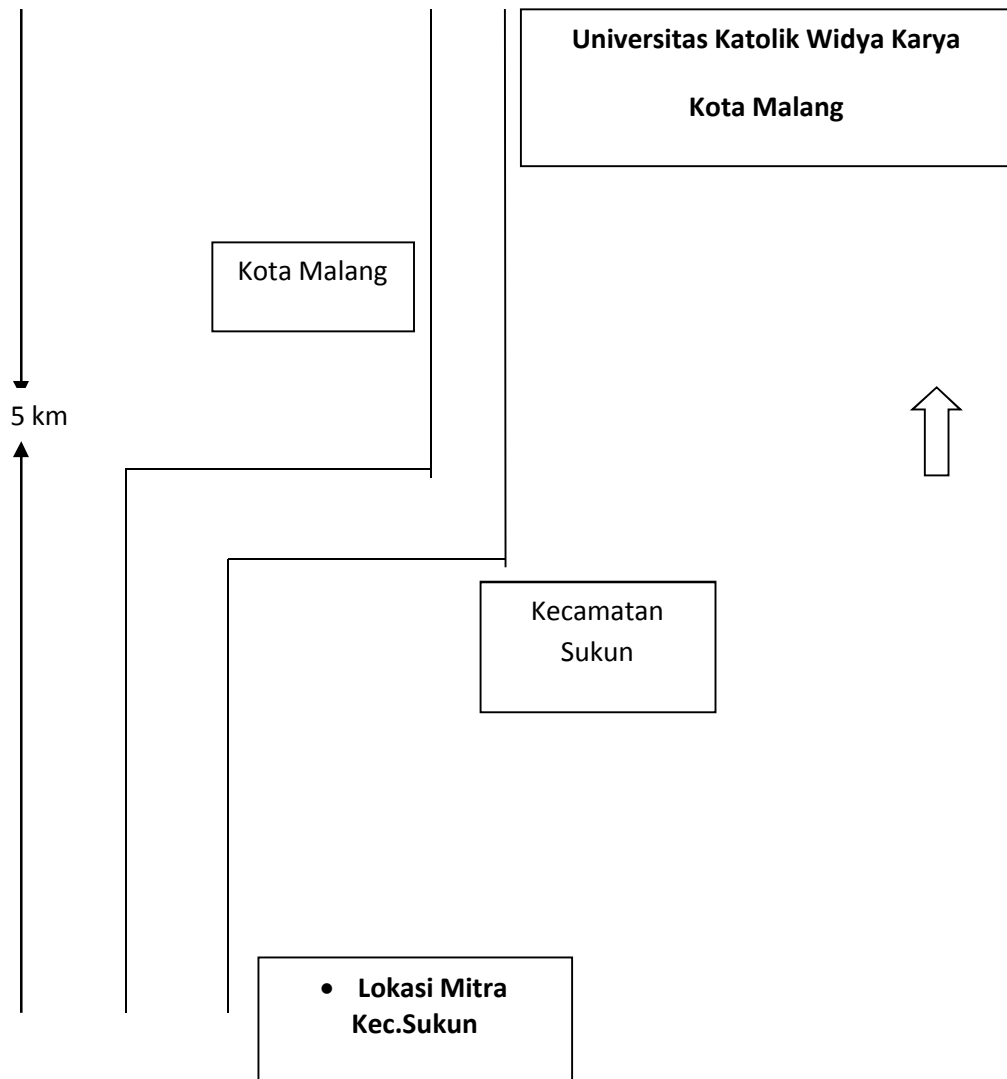 Universitas Katolik Widya Karya
Kota Malang
Kota Malang
5 km
Kecamatan
Sukun
• Lokasi Mitra
Kec.Sukun